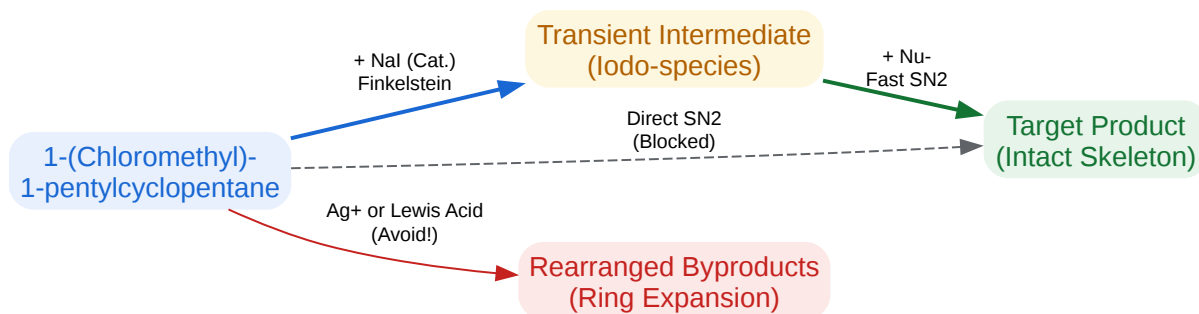 Transient Intermediate
(Iodo-species)
+ NaI (Cat.)
Finkelstein
+ Nu-
Fast SN2
Direct SN2
(Blocked)
Target Product
(Intact Skeleton)
1-(Chloromethyl)-
1-pentylcyclopentane
Ag+ or Lewis Acid
(Avoid!)
Rearranged Byproducts
(Ring Expansion)